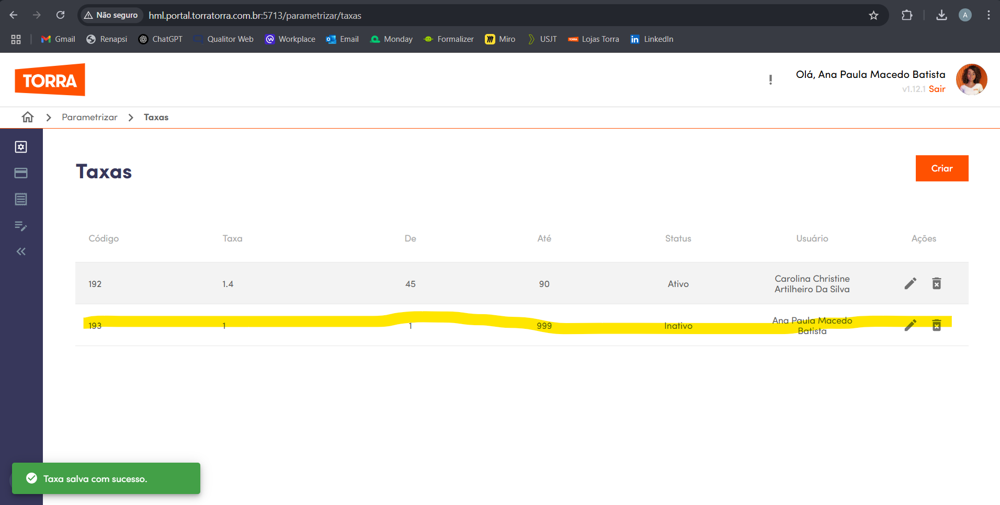 Não seguro hml.portal.torratorra.com.br:5713/parametrizar/taxas A
Gmail Renapsi ChatGPT Qualitor Web Workplace Email Monday Formalizer Miro USJT Lojas Torra LinkedIn
TORRA
Olá, Ana Paula Macedo Batista
v1.12.1 Sair
Parametrizar Taxas
Taxas
Criar
Código Taxa De Até Status Usuário Ações
192 1.4 45 90 Ativo Carolina Christine
Artilheiro Da Silva
193 1 1 999 Inativo Ana Paula Macedo
Batista
Taxa salva com sucesso.